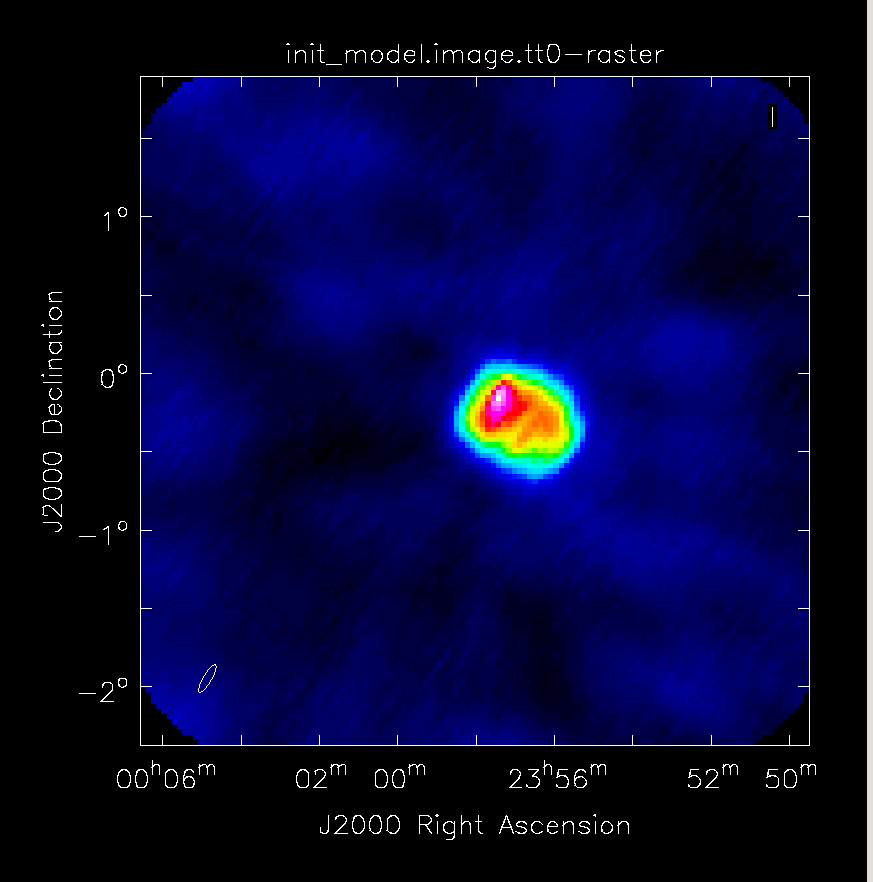 init_model.image.tt0-raster
I
1°
0°
-1°
-2°
J2000 Declination
00ʰ06ᵐ 02ᵐ 00ᵐ 23ʰ56ᵐ 52ᵐ 50ᵐ
J2000 Right Ascension